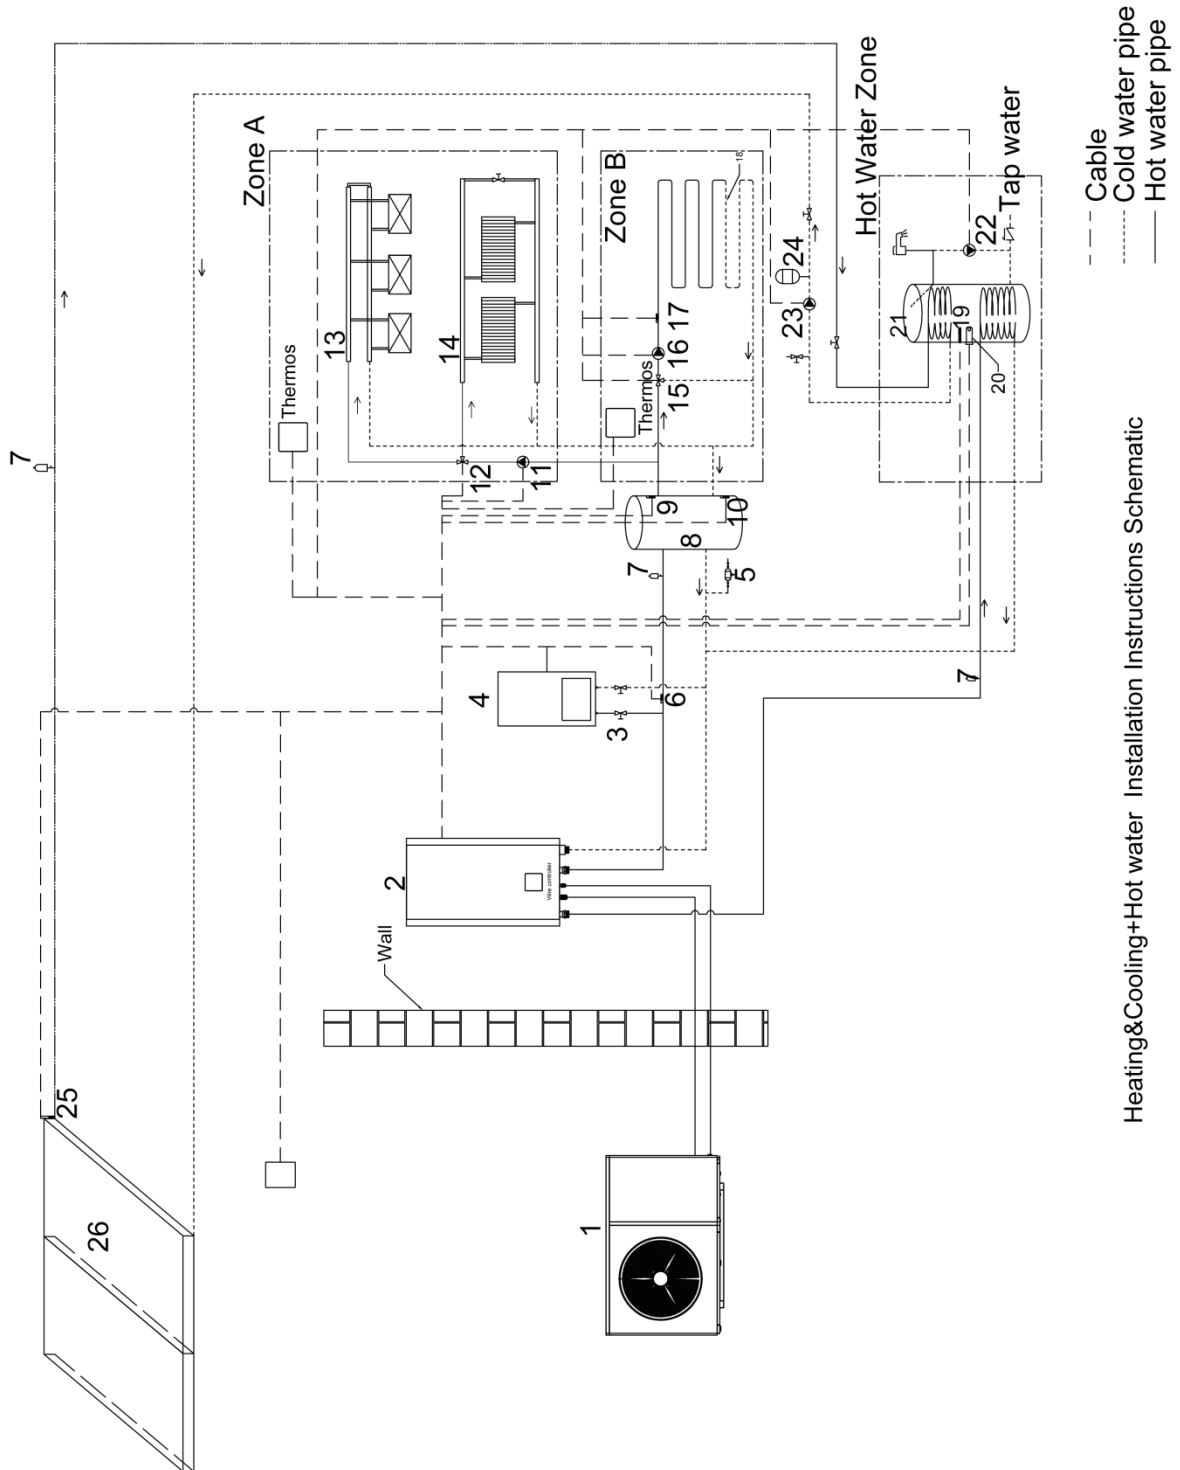 7
Zone A
Thermos
13
14
12
11
Zone B
Thermos
15
16
17
18
24
23
Hot Water Zone
21
19
20
22
Tap water
9
10
8
7
5
4
3
6
7
2
Wire controller
Wall
25
26
1
Heating&Cooling+Hot water Installation Instructions Schematic
Cable
Cold water pipe
Hot water pipe